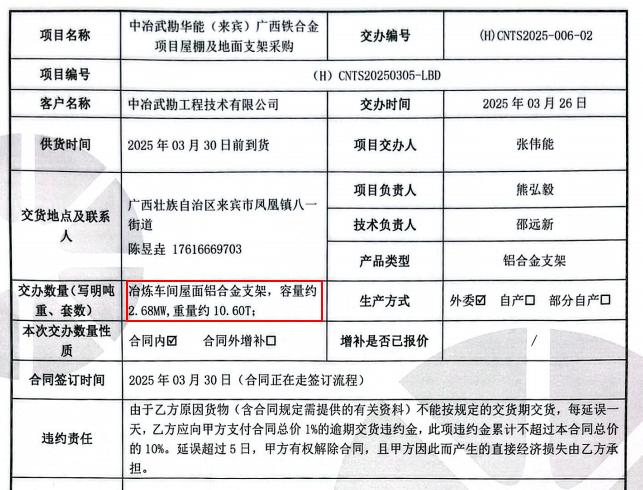 项目名称 中冶武勘华能（来宾）广西铁合金 交办编号 (H)CNTS2025-006-02
项目屋棚及地面支架采购
项目编号 （H）CNTS20250305-LBD
客户名称 中冶武勘工程技术有限公司 交办时间 2025 年 03 月 26 日
供货时间 2025 年 03 月 30 日前到货 项目交办人 张伟能
交货地点及联系人 广西壮族自治区来宾市凤凰镇八一 项目负责人 熊弘毅
街道 技术负责人 邵远新
陈昱垚 17616669703 产品类型 铝合金支架
交办数量（写明吨 冶炼车间屋面铝合金支架，容量约 生产方式 外委☑ 自产☐ 部分自产☐
重、套数） 2.68MW,重量约 10.60T;
本次交办数量性 合同内☑ 合同外增补☐ 增补是否已报价 /
质
合同签订时间 2025 年 03 月 30 日（合同正在走签订流程）
违约责任 由于乙方原因货物（含合同规定需提供的有关资料）不能按规定的交货期交货，每延误一
天，乙方应向甲方支付合同总价 1%的逾期交货违约金，此项违约金累计不超过本合同总价
的 10%。延误超过 5 日，甲方有权解除合同，且甲方因此而产生的直接经济损失由乙方承
担。